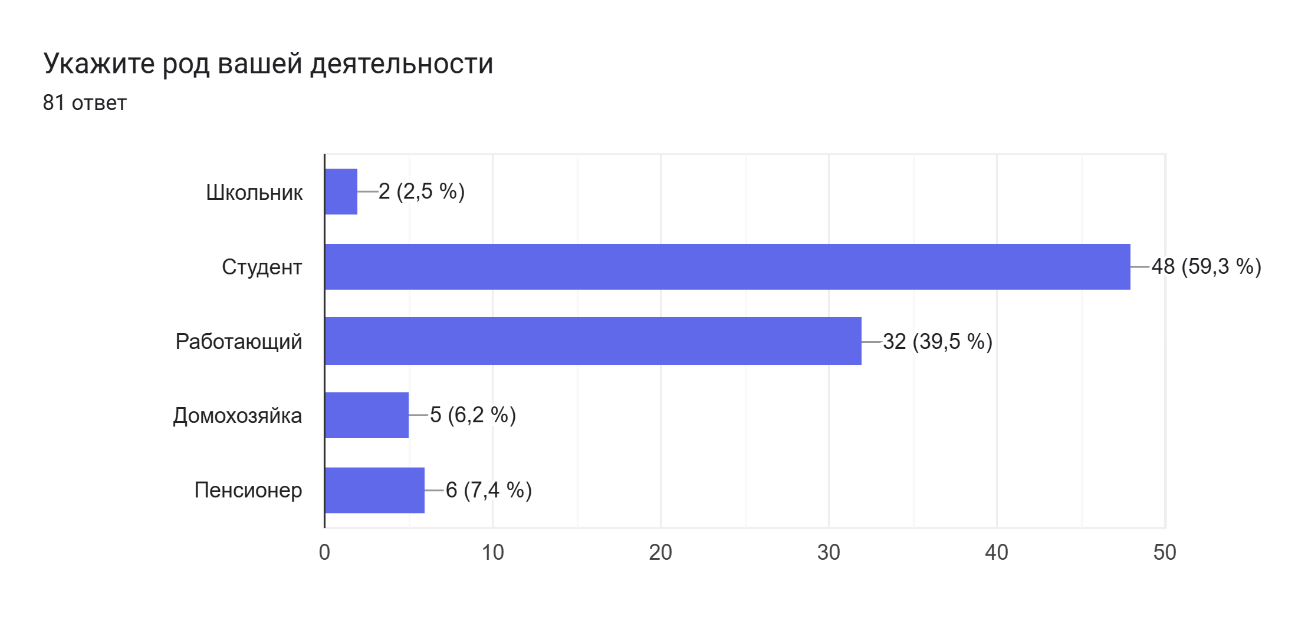 Укажите род вашей деятельности
81 ответ
Школьник
2 (2,5 %)
Студент
48 (59,3 %)
Работающий
32 (39,5 %)
Домохозяйка
5 (6,2 %)
Пенсионер
6 (7,4 %)
0 10 20 30 40 50